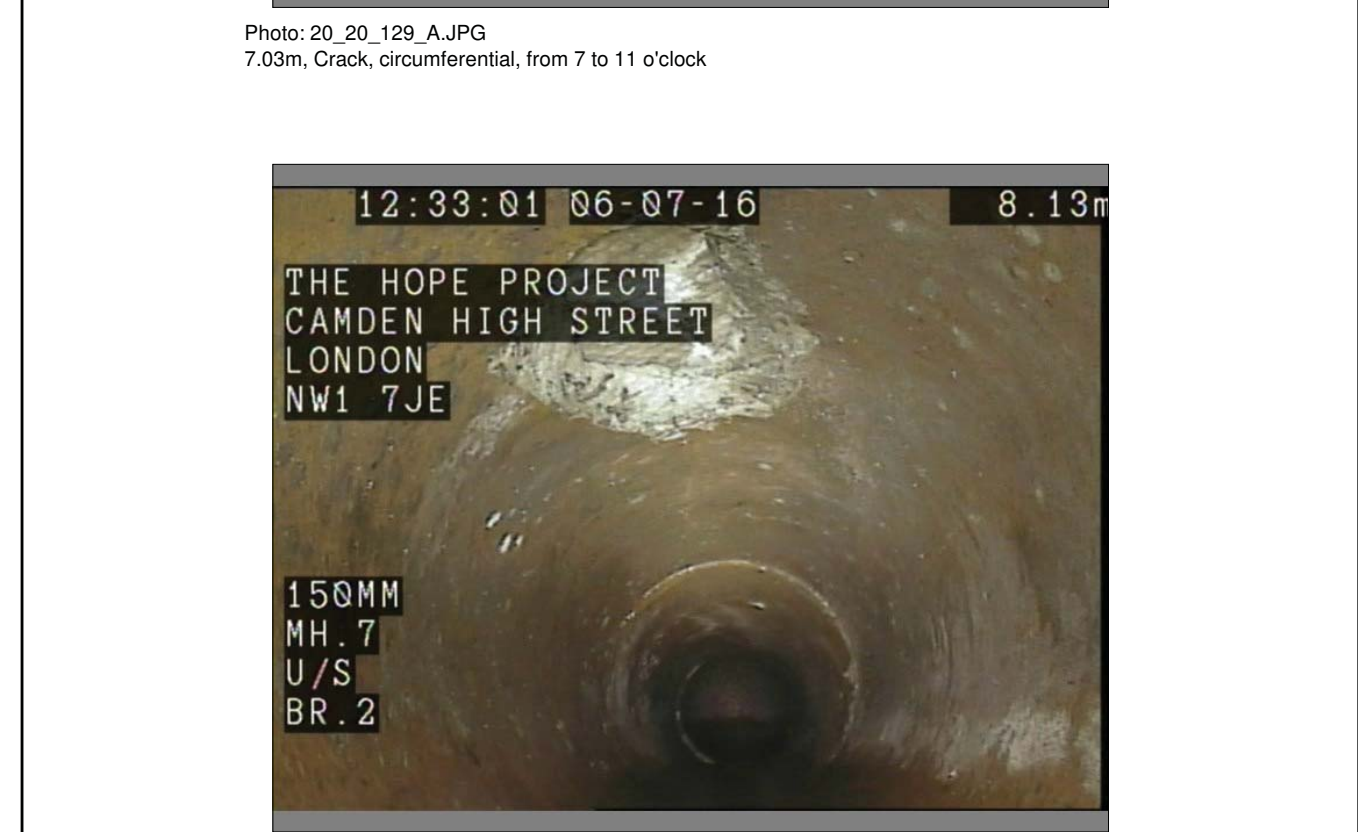 Photo: 20_20_129_A.JPG
7.03m, Crack, circumferential, from 7 to 11 o'clock
12:33:01 06-07-16 8.13m
THE HOPE PROJECT
CAMDEN HIGH STREET
LONDON
NW1 7JE
150MM
MH.7
U/S
BR.2